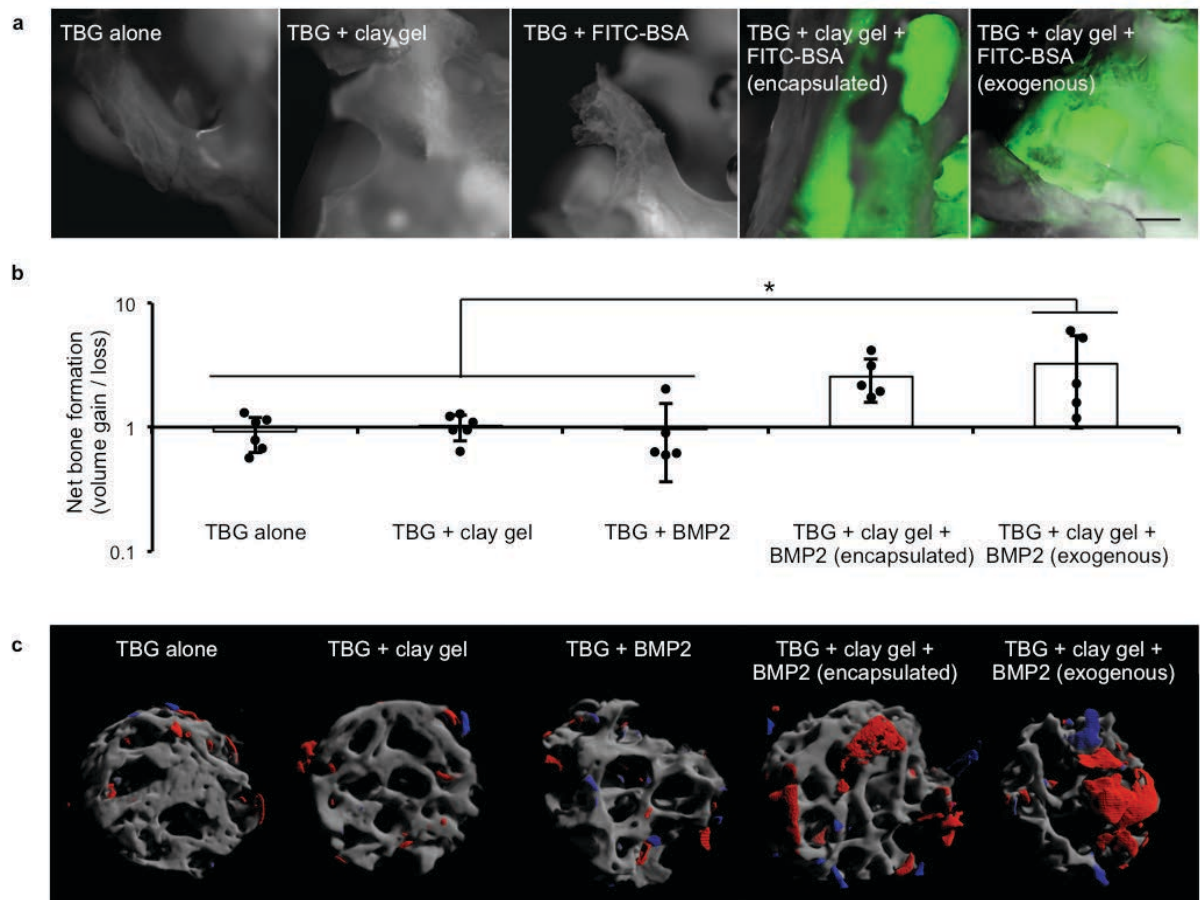 a
TBG alone
TBG + clay gel
TBG + FITC-BSA
TBG + clay gel +
FITC-BSA
(encapsulated)
TBG + clay gel +
FITC-BSA
(exogenous)
b
Net bone formation
(volume gain / loss)
10
1
0.1
*
TBG alone
TBG + clay gel
TBG + BMP2
TBG + clay gel +
BMP2 (encapsulated)
TBG + clay gel +
BMP2 (exogenous)
c
TBG alone
TBG + clay gel
TBG + BMP2
TBG + clay gel +
BMP2 (encapsulated)
TBG + clay gel +
BMP2 (exogenous)